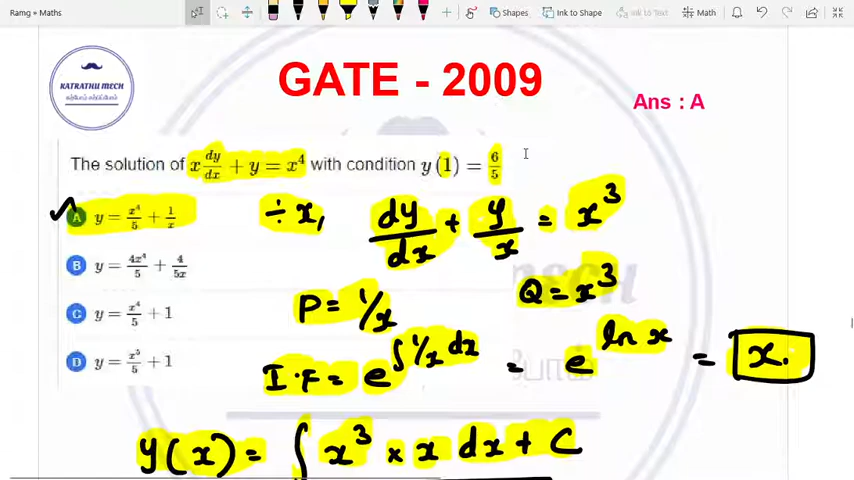 Ramg » Maths
Shapes
Ink to Shape
Ink to Text
Math
KATRATHU MECH
கற்போம் கற்பிப்போம்
GATE - 2009
Ans : A
The solution of x dy/dx + y = x⁴ with condition y (1) = 6/5
A y = x⁴/5 + 1/x
B y = 4x⁴/5 + 4/5x
C y = x⁴/5 + 1
D y = x⁵/5 + 1
÷ x, dy/dx + y/x = x³
P = 1/x Q = x³
I.F = e^∫1/x dx = e^ln x = x.
y(x) = ∫ x³ × x dx + C